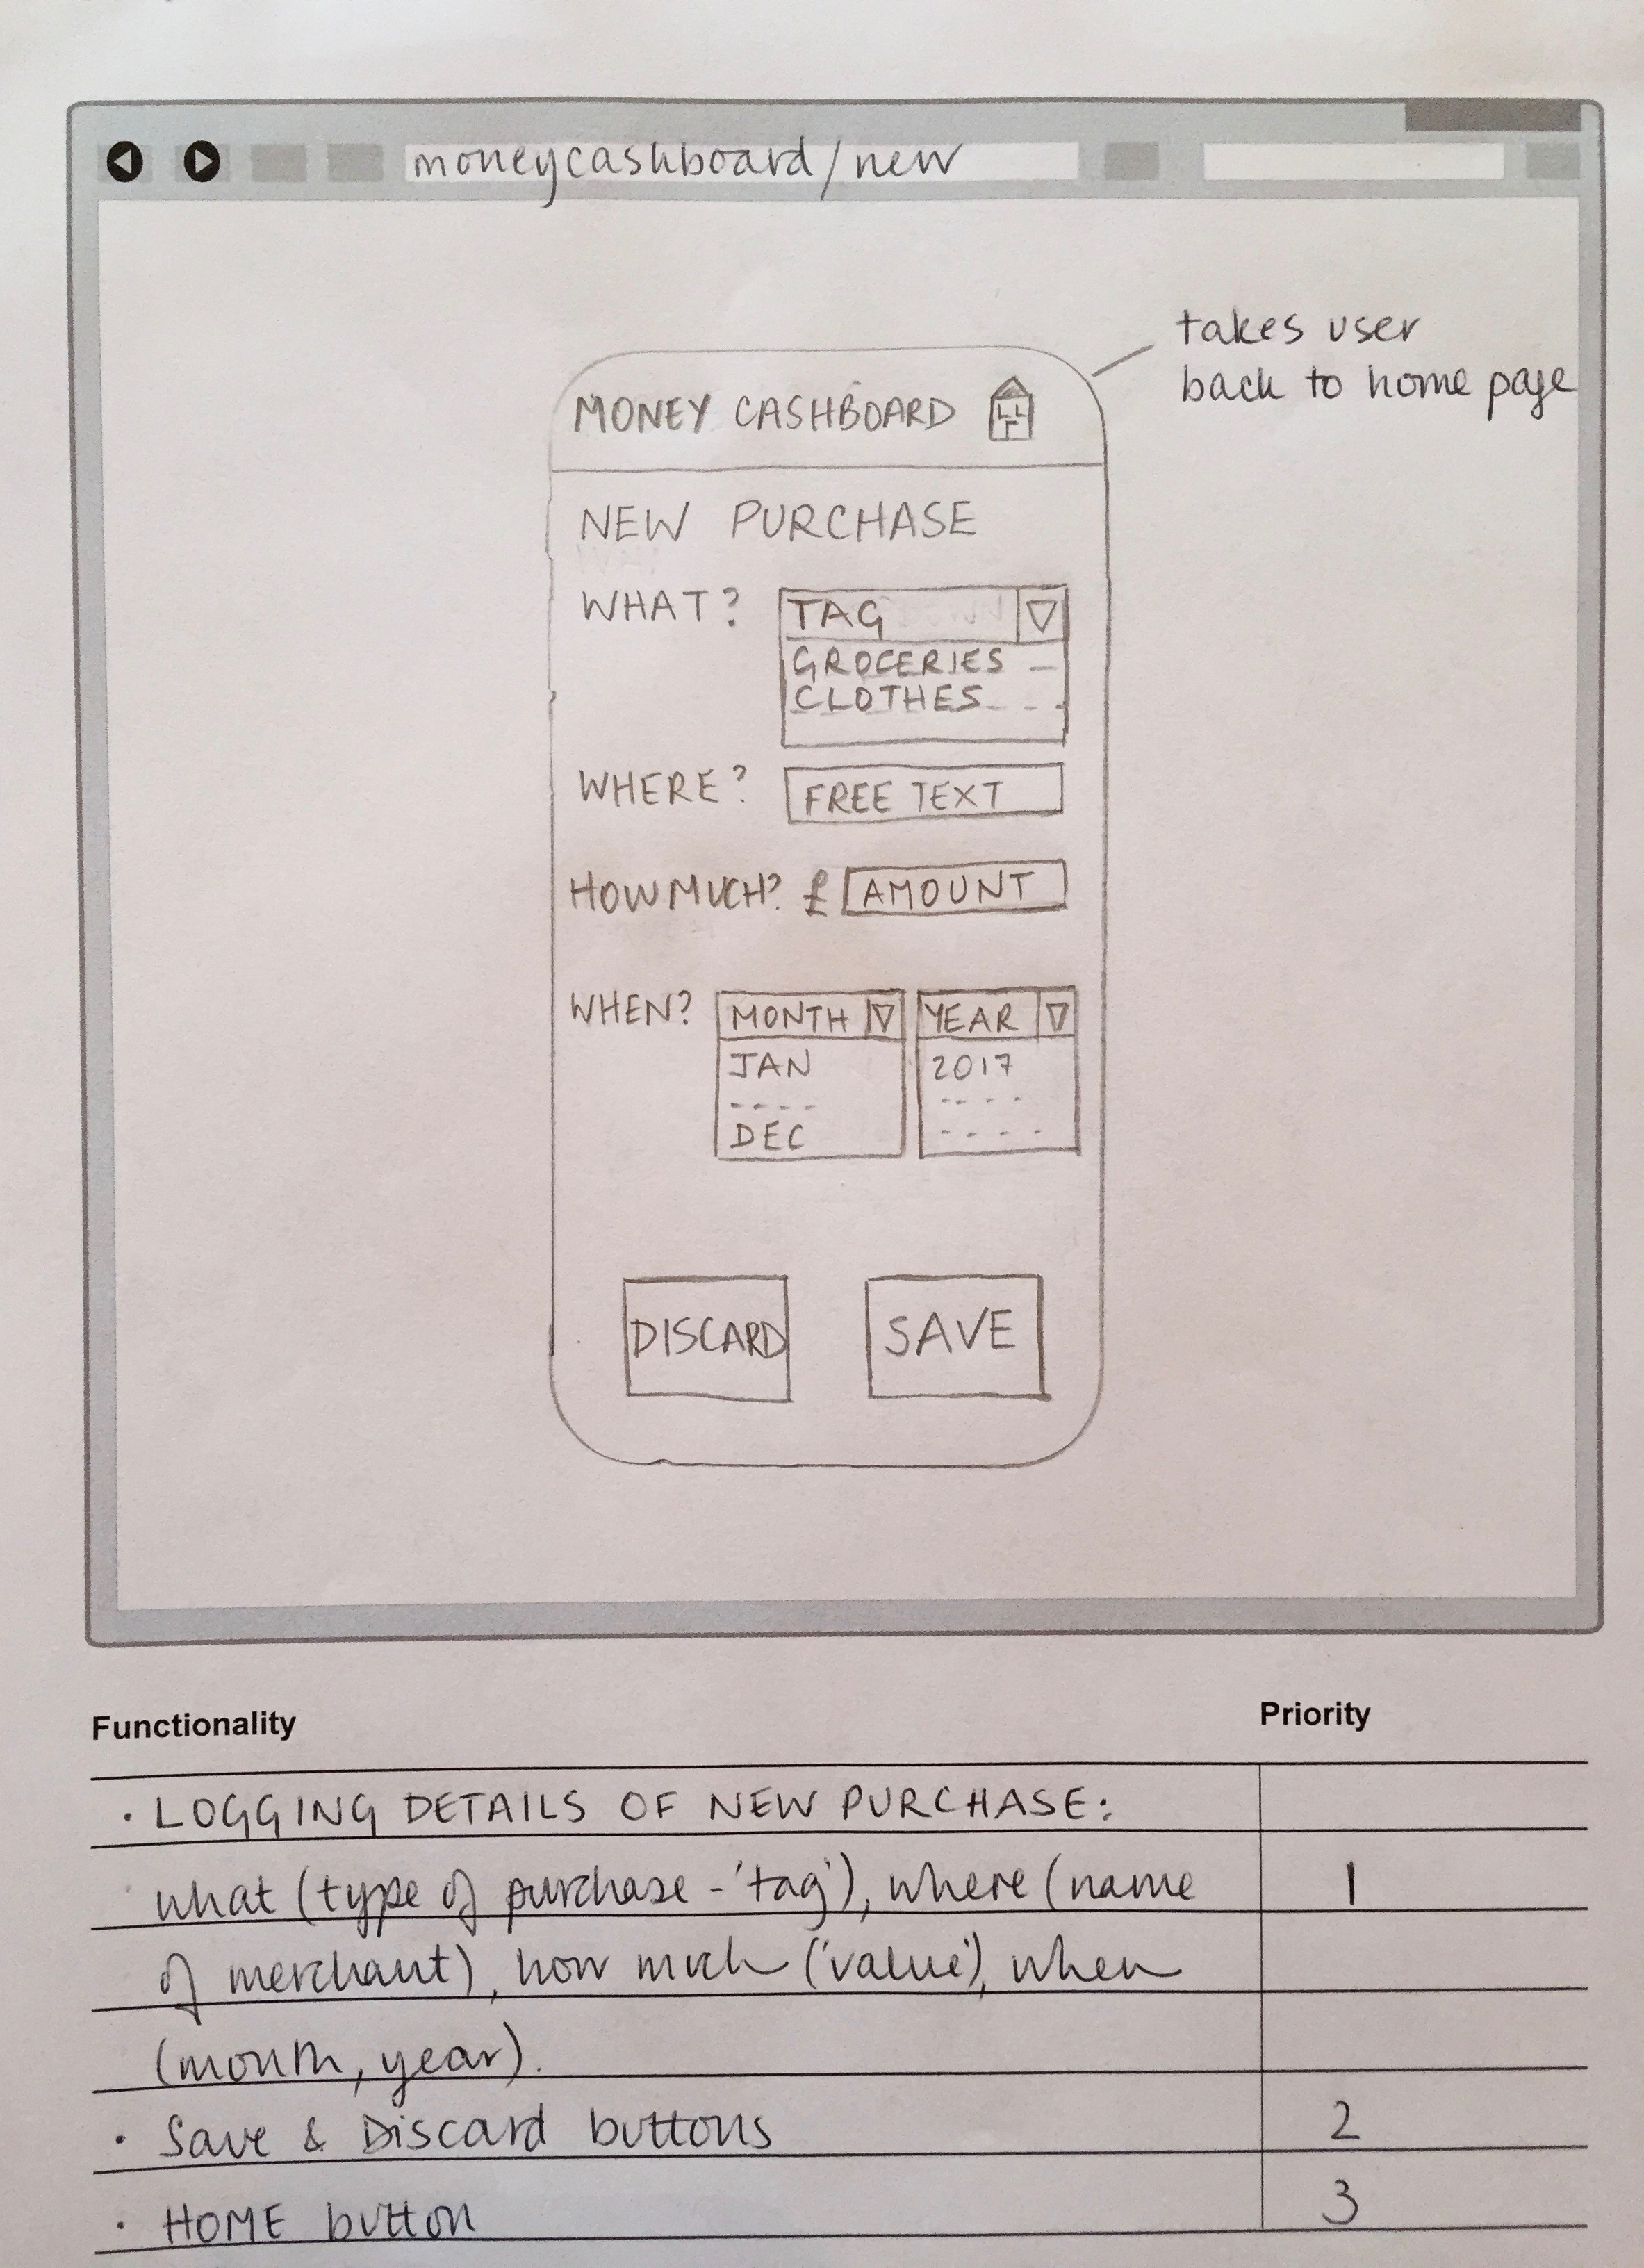 moneycashboard/new
takes user
back to home page
MONEY CASHBOARD
NEW PURCHASE
WHAT? TAG
GROCERIES
CLOTHES
WHERE? FREE TEXT
HOW MUCH? £ AMOUNT
WHEN? MONTH YEAR
JAN 2017
DEC
DISCARD SAVE
Functionality Priority
· LOGGING DETAILS OF NEW PURCHASE:
what (type of purchase - 'tag'), where (name 1
of merchant), how much ('value'), when
(month, year).
· Save & Discard buttons 2
· HOME button 3